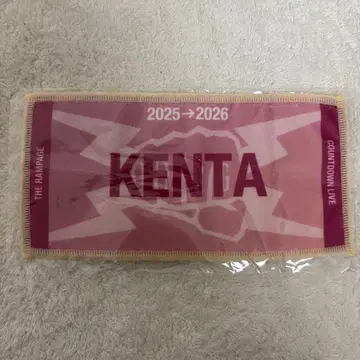 2025→2026
THE RAMPAGE
KENTA
COUNTDOWN LIVE